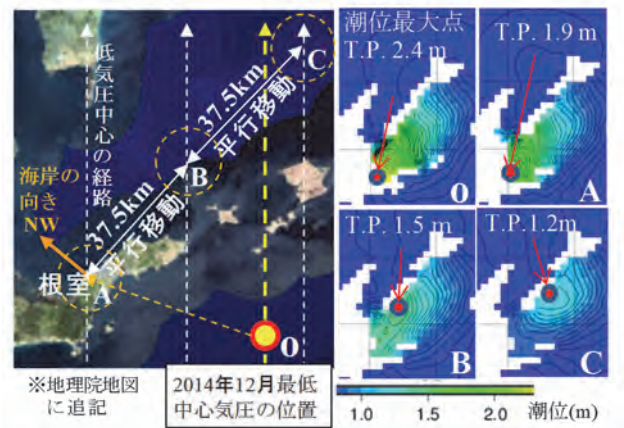 低気圧中心の経路
37.5km
平行移動
C
海岸の
向き
NW
37.5km
平行移動
B
根室
A
O
※地理院地図
に追記
2014年12月最低
中心気圧の位置
潮位最大点
T.P. 2.4 m
O
T.P. 1.9 m
A
T.P. 1.5 m
B
T.P.1.2m
C
1.0
1.5
2.0
潮位(m)